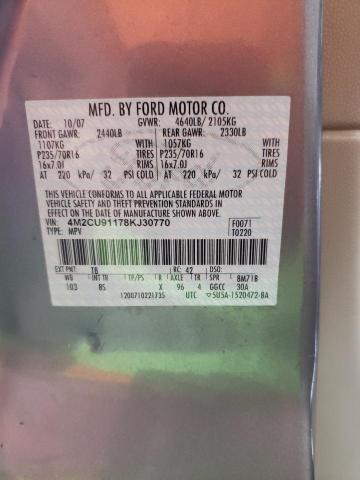 MFD. BY FORD MOTOR CO.
DATE: 10/07 GVWR: 4640LB/ 2105KG
FRONT GAWR: 2440LB REAR GAWR: 2330LB
1107KG WITH 1057KG WITH
P235/70R16 TIRES P235/70R16 TIRES
16x7.0J RIMS 16x7.0J RIMS
AT 220 kPa/ 32 PSI COLD AT 220 kPa/ 32 PSI COLD
THIS VEHICLE CONFORMS TO ALL APPLICABLE FEDERAL MOTOR
VEHICLE SAFETY AND THEFT PREVENTION STANDARDS IN EFFECT
ON THE DATE OF MANUFACTURE SHOWN ABOVE.
VIN: 4M2CU91178KJ30770 F0071
TYPE: MPV T0220
EXT PNT: T8 RC: 42 DSO:
WB INT TR TP/PS R AXLE TR SPR 8M71B
103 8S X 96 4 GGCC 30A
1200710221735 UTC 5U5A-1520472-BA